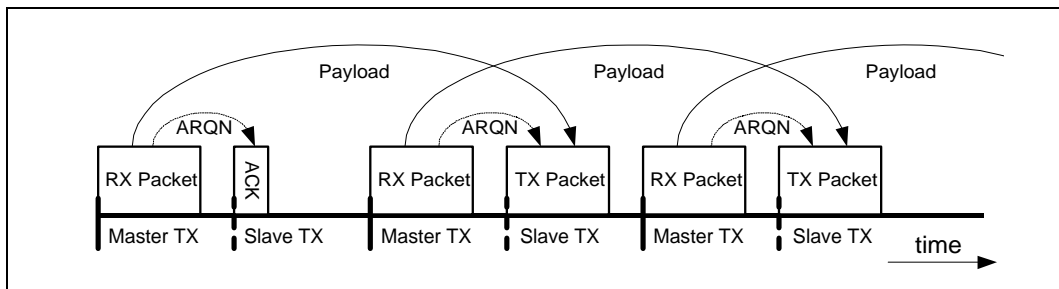 Payload Payload Payload
ARQN ARQN ARQN
RX Packet ACK RX Packet TX Packet RX Packet TX Packet
Master TX Slave TX Master TX Slave TX Master TX Slave TX
time